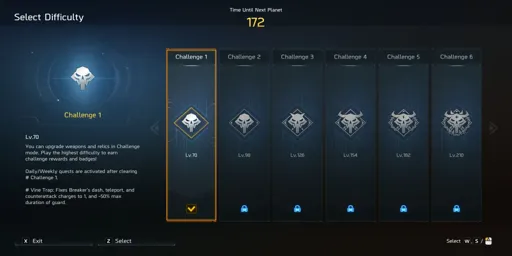 Select Difficulty
Time Until Next Planet
172
Challenge 1
Challenge 2
Challenge 3
Challenge 4
Challenge 5
Challenge 6
Challenge 1
Lv.70
You can upgrade weapons and relics in Challenge
mode. Play the highest difficulty to earn
challenge rewards and badges!
Daily/Weekly quests are activated after clearing
# Challenge 1.
# Vine Trap: Fixes Breaker's dash, teleport, and
counterattack charges to 1, and -50% max
duration of guard.
Lv.70
Lv.98
Lv.126
Lv.154
Lv.182
Lv.210
X Exit
Z Select
Select W , S /